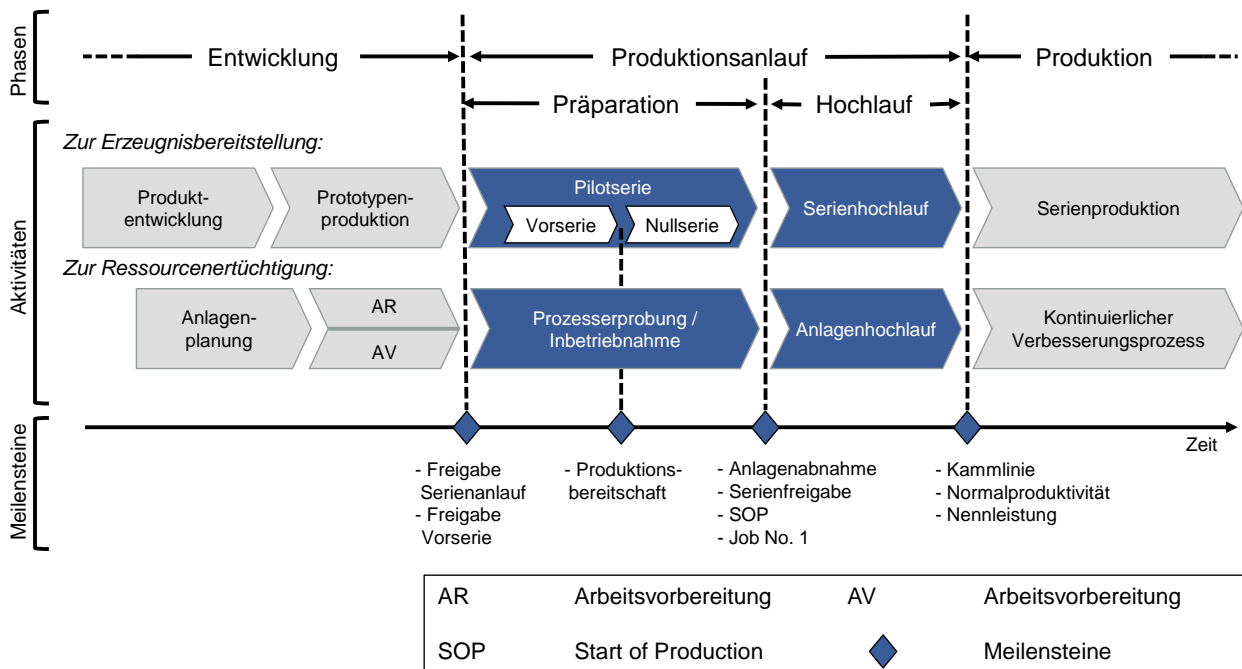 Phasen
Entwicklung
Produktionsanlauf
Produktion
Präparation
Hochlauf
Aktivitäten
Zur Erzeugnisbereitstellung:
Produkt-
entwicklung
Prototypen-
produktion
Pilotserie
Vorserie
Nullserie
Serienhochlauf
Serienproduktion
Zur Ressourcenertüchtigung:
Anlagen-
planung
AR
AV
Prozesserprobung /
Inbetriebnahme
Anlagenhochlauf
Kontinuierlicher
Verbesserungsprozess
Meilensteine
Zeit
- Freigabe
Serienanlauf
- Freigabe
Vorserie
- Produktions-
bereitschaft
- Anlagenabnahme
- Serienfreigabe
- SOP
- Job No. 1
- Kammlinie
- Normalproduktivität
- Nennleistung
AR Arbeitsvorbereitung AV Arbeitsvorbereitung
SOP Start of Production Meilensteine